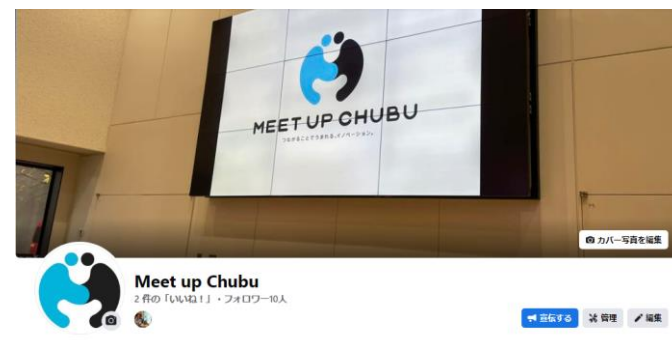 MEET UP CHUBU
つながることでうまれる、イノベーション。
カバー写真を編集
Meet up Chubu
2 件の「いいね！」・フォロワー10人
宣伝する
管理
編集